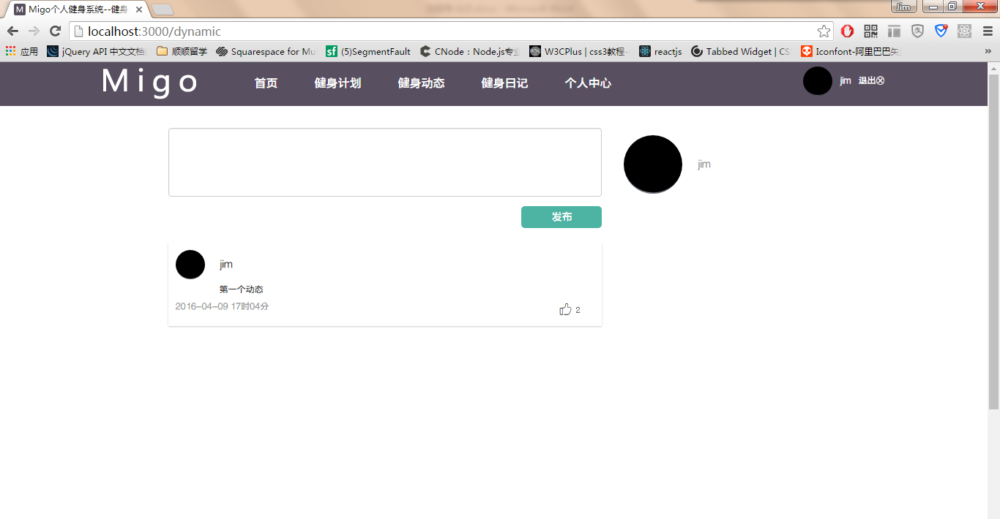 M Migo个人健身系统--健身
Jim
localhost:3000/dynamic
应用 jQuery API 中文文档 顺顺留学 Squarespace for Mu sf (5)SegmentFault CNode：Node.js专业 W3CPlus | css3教程- reactjs Tabbed Widget | CS Iconfont-阿里巴巴矢 »
Migo 首页 健身计划 健身动态 健身日记 个人中心 jim 退出
jim
发布
jim
第一个动态
2016-04-09 17时04分 2